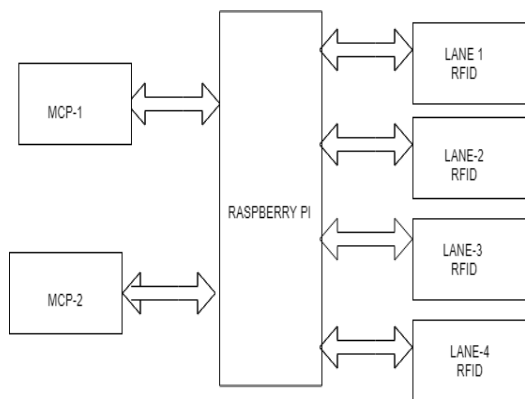 MCP-1
MCP-2
RASPBERRY PI
LANE 1
RFID
LANE-2
RFID
LANE-3
RFID
LANE-4
RFID